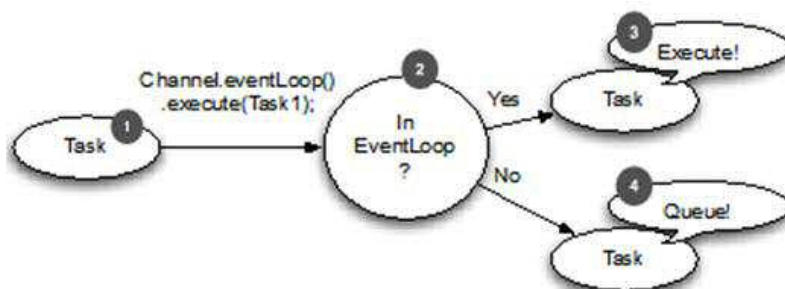 Task
1
Channel.eventLoop()
.execute(Task1);
2
In
EventLoop
?
Yes
No
3
Execute!
Task
4
Queue!
Task